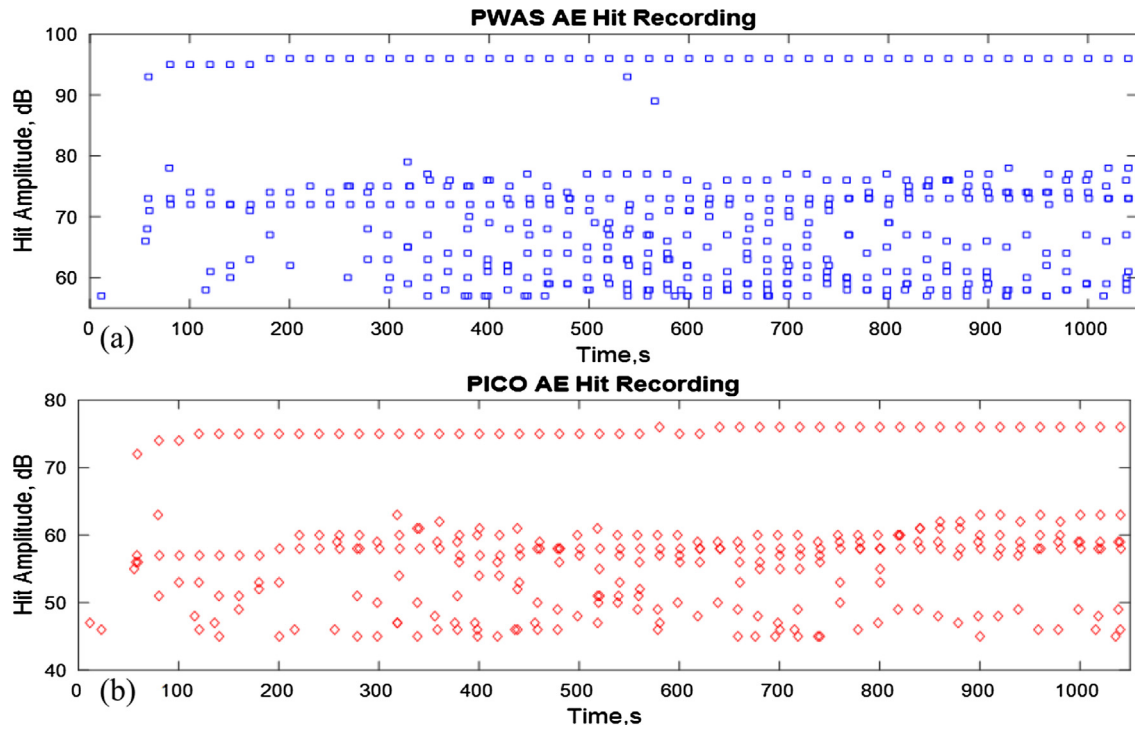 PWAS AE Hit Recording
100
90
80
70
60
Hit Amplitude, dB
0 100 200 300 400 500 600 700 800 900 1000
(a)
Time,s
PICO AE Hit Recording
80
70
60
50
40
Hit Amplitude, dB
0 100 200 300 400 500 600 700 800 900 1000
(b)
Time,s